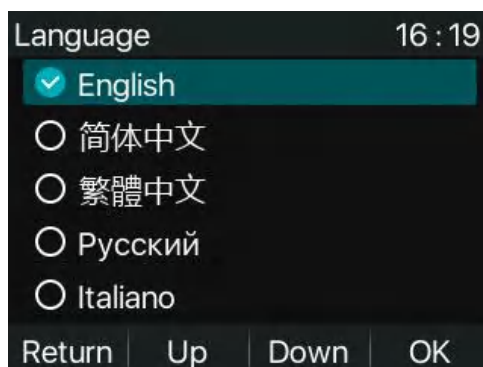 Language 16:19
English
简体中文
繁體中文
Русский
Italiano
Return Up Down OK